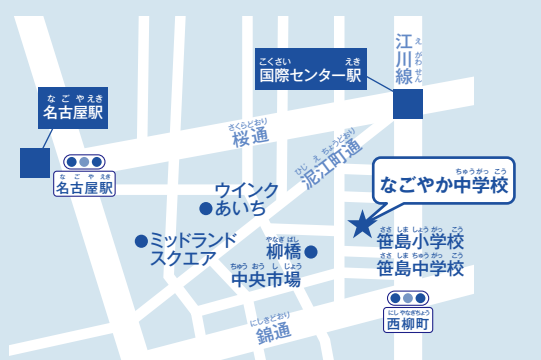 えがわせん
江川線
こくさい えき
国際センター駅
なごやえき
名古屋駅
さくらどおり
桜通
ひじえちょうどおり
泥江町通
なごやえき
名古屋駅
ちゅうがっこう
なごやか中学校
ウインク
あいち
ミッドランド
スクエア
やなぎばし
柳橋
ちゅうおうしじょう
中央市場
ささしましょうがっこう
笹島小学校
ささしまちゅうがっこう
笹島中学校
にしきどおり
錦通
にしやなぎちょう
西柳町